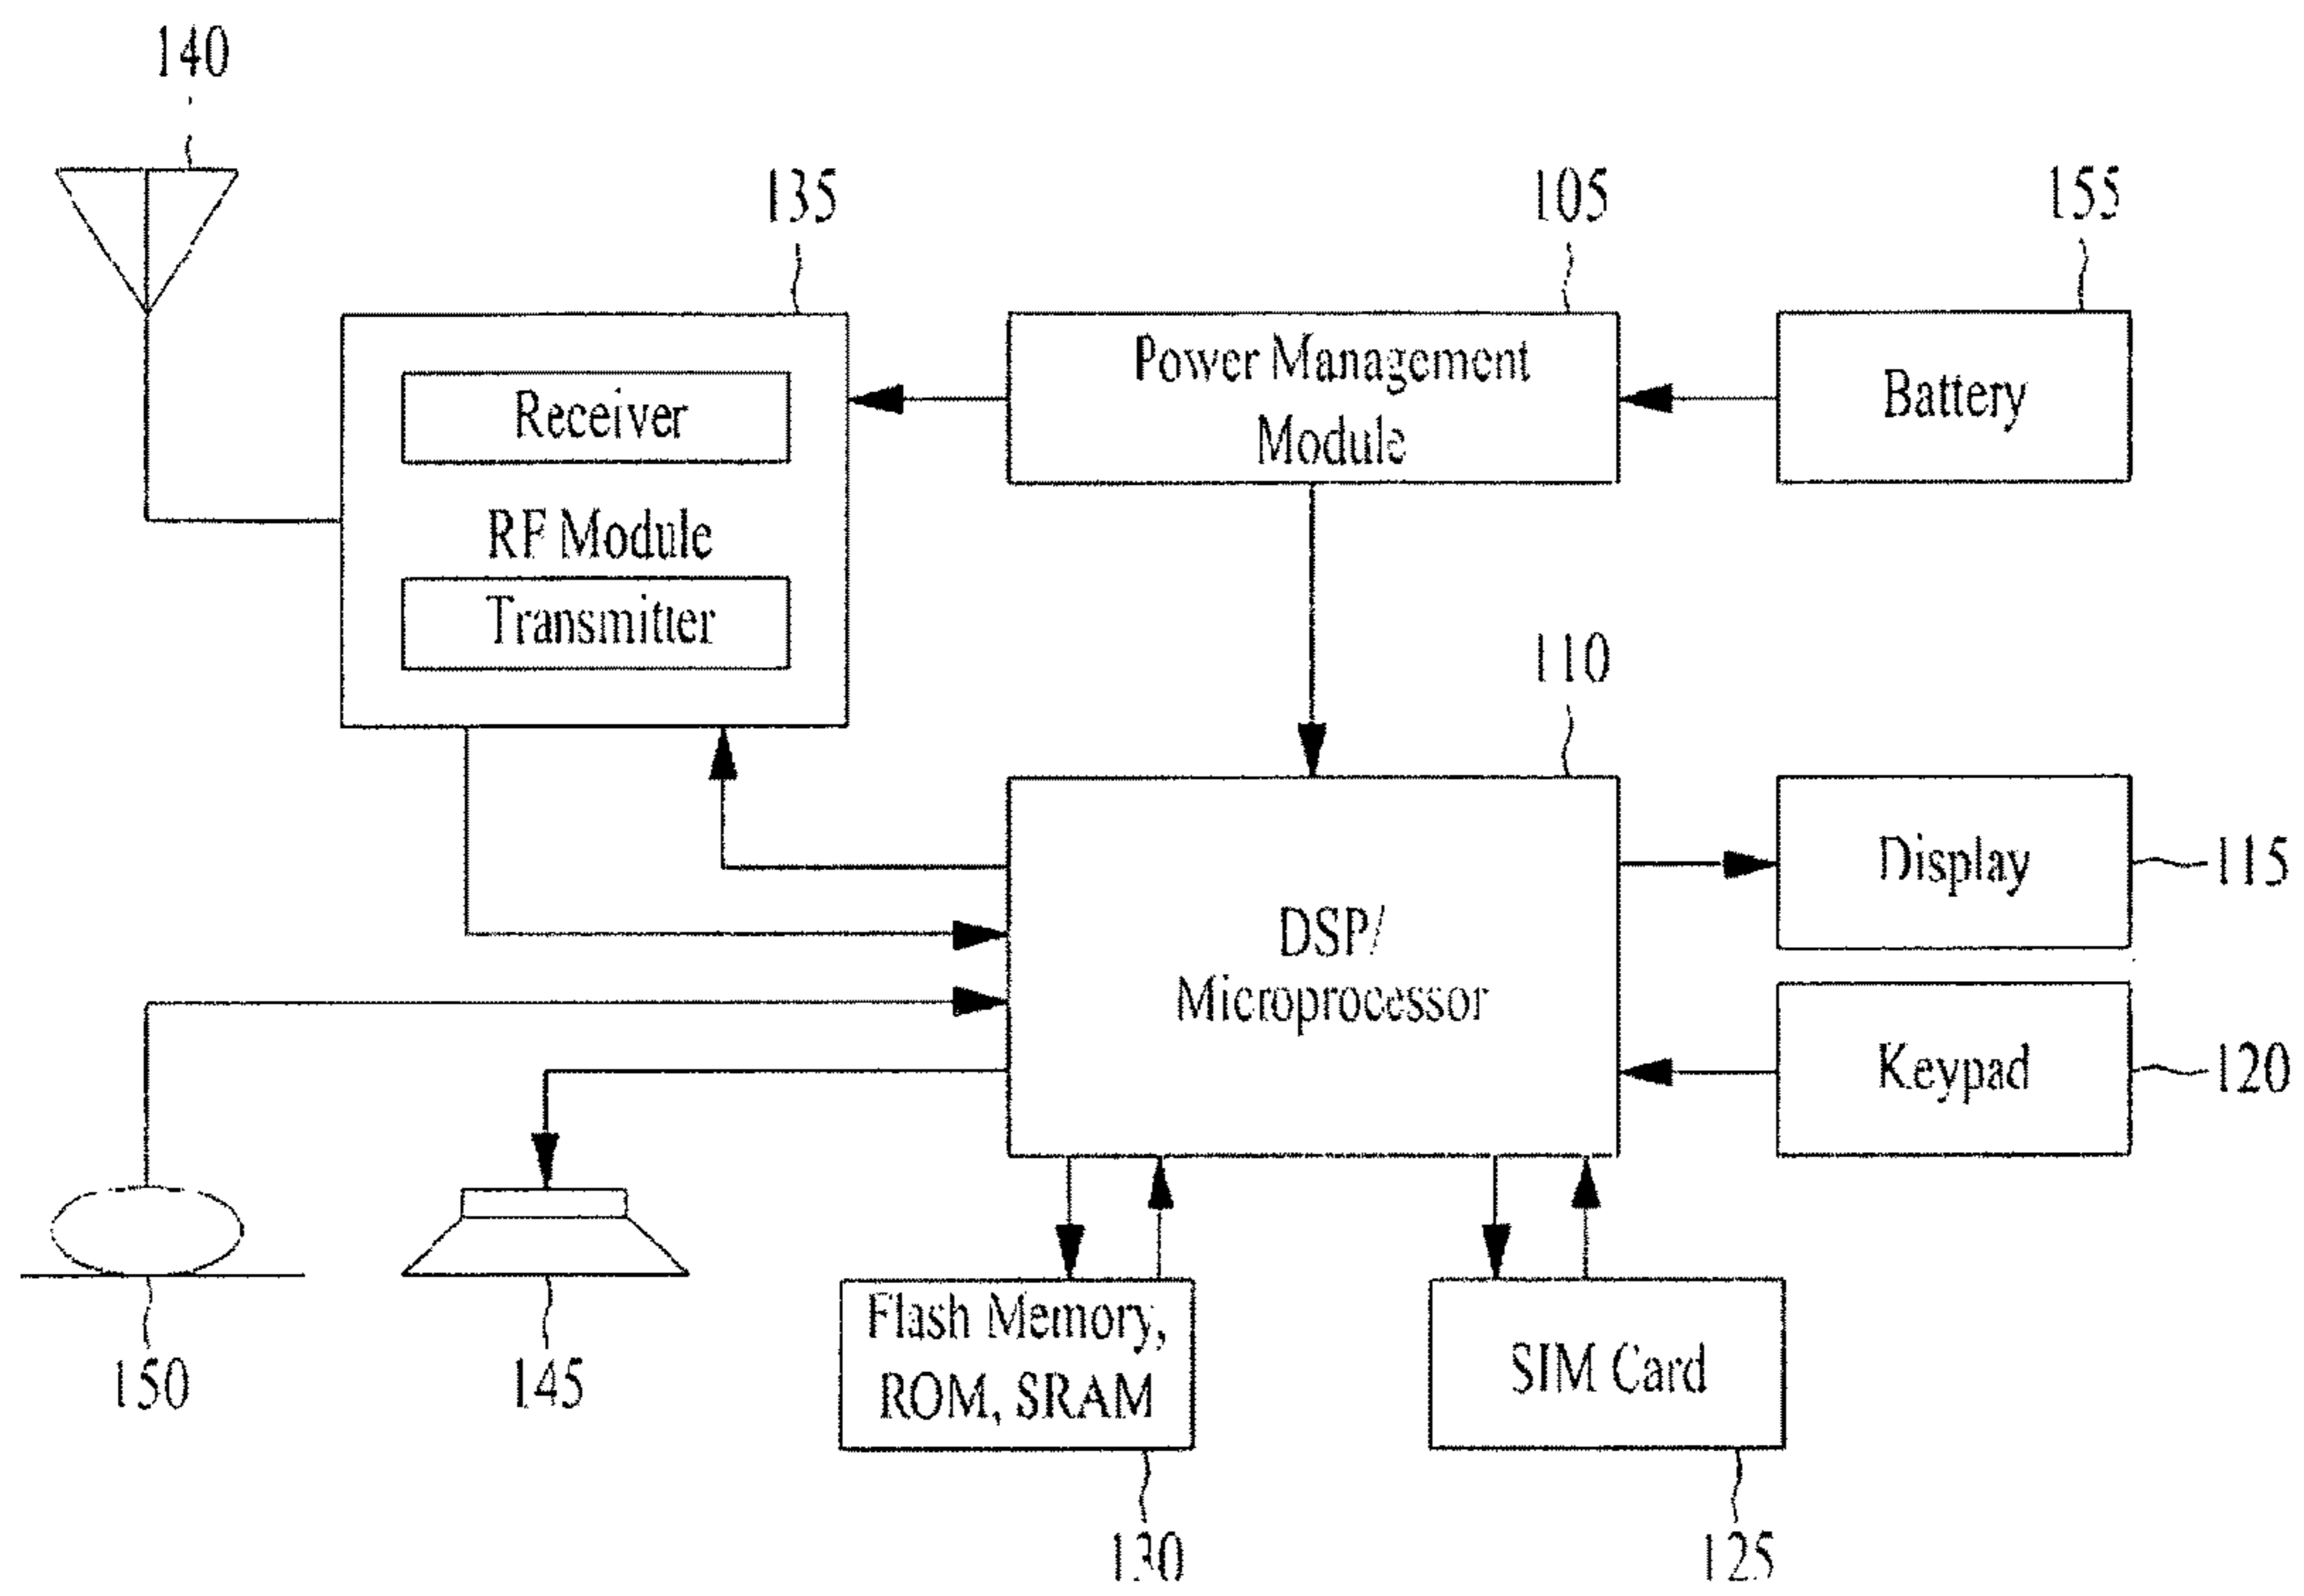 140
135
105
155
Receiver
RF Module
Transmitter
Power Management
Module
Battery
110
DSP/
Microprocessor
Display
115
Keypad
120
150
145
Flash Memory,
ROM, SRAM
SIM Card
130
125